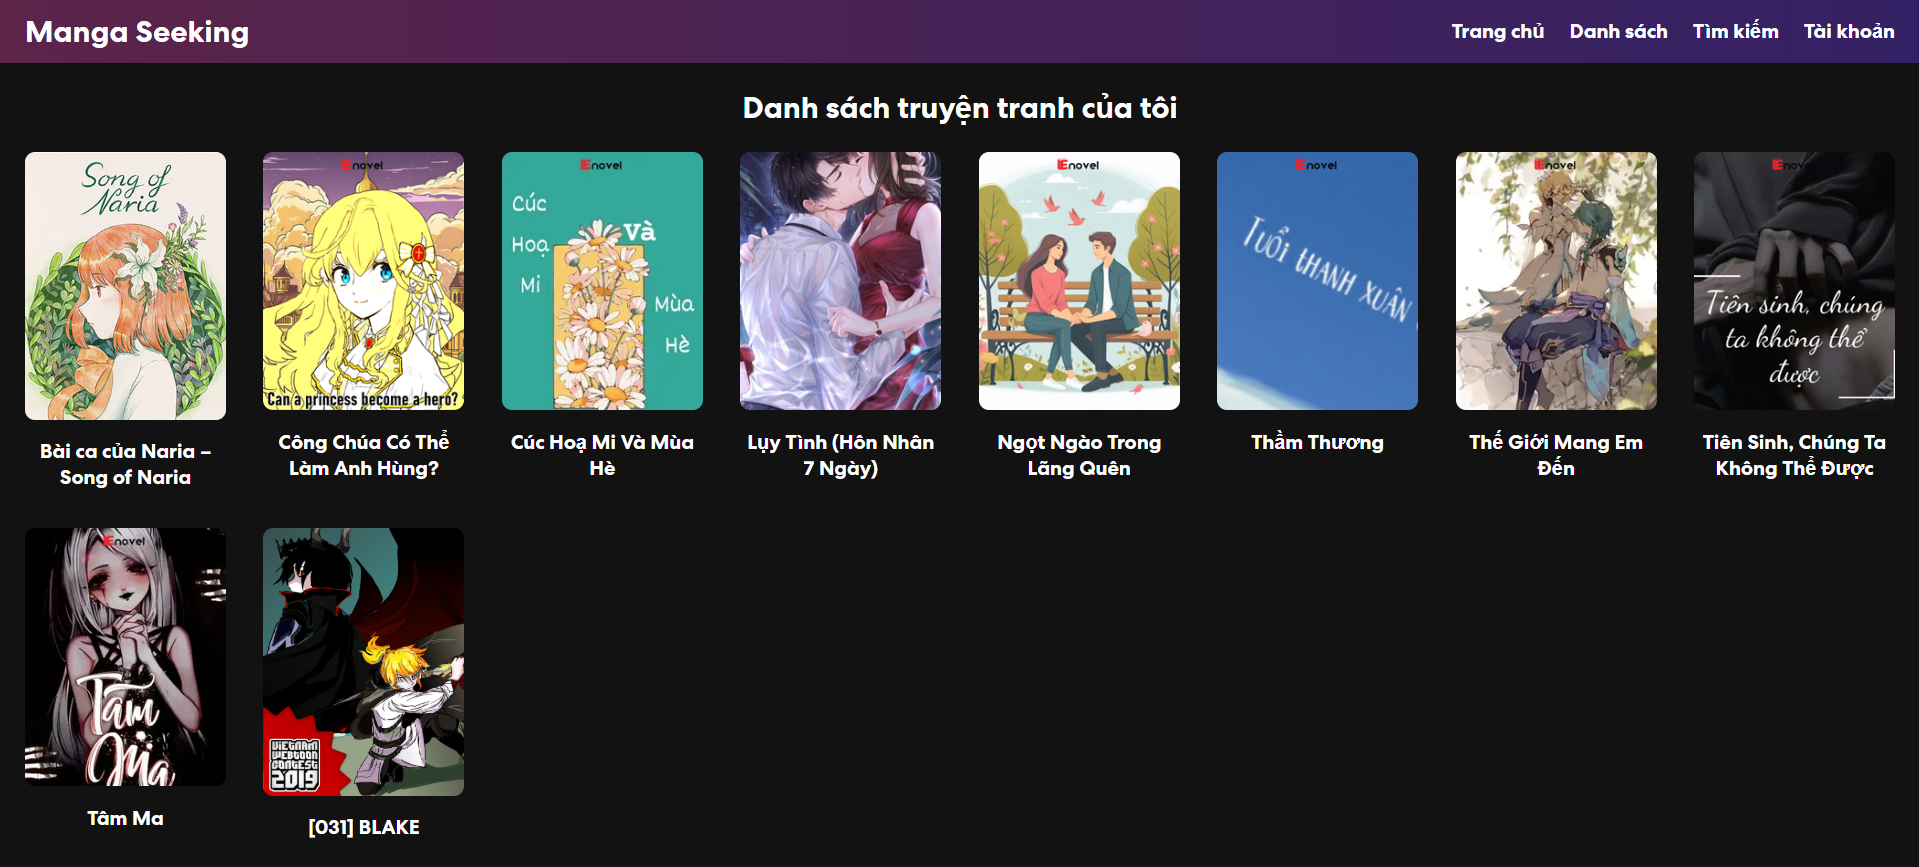 Manga Seeking
Trang chủ
Danh sách
Tìm kiếm
Tài khoản
Danh sách truyện tranh của tôi
Song of
Naria
Enovel
Can a princess become a hero?
Enovel
Cúc
Và
Hoạ
Mi
Mùa
Hè
Enovel
Enovel
TUỔI THANH XUÂN
Enovel
Enovel
Tiên sinh, chúng
ta không thể
được
Bài ca của Naria –
Song of Naria
Công Chúa Có Thể
Làm Anh Hùng?
Cúc Hoạ Mi Và Mùa
Hè
Lụy Tình (Hôn Nhân
7 Ngày)
Ngọt Ngào Trong
Lãng Quên
Thầm Thương
Thế Giới Mang Em
Đến
Tiên Sinh, Chúng Ta
Không Thể Được
Enovel
Tâm
Ma
VIETNAM
WEBTOON
CONTEST
2019
Tâm Ma
[031] BLAKE